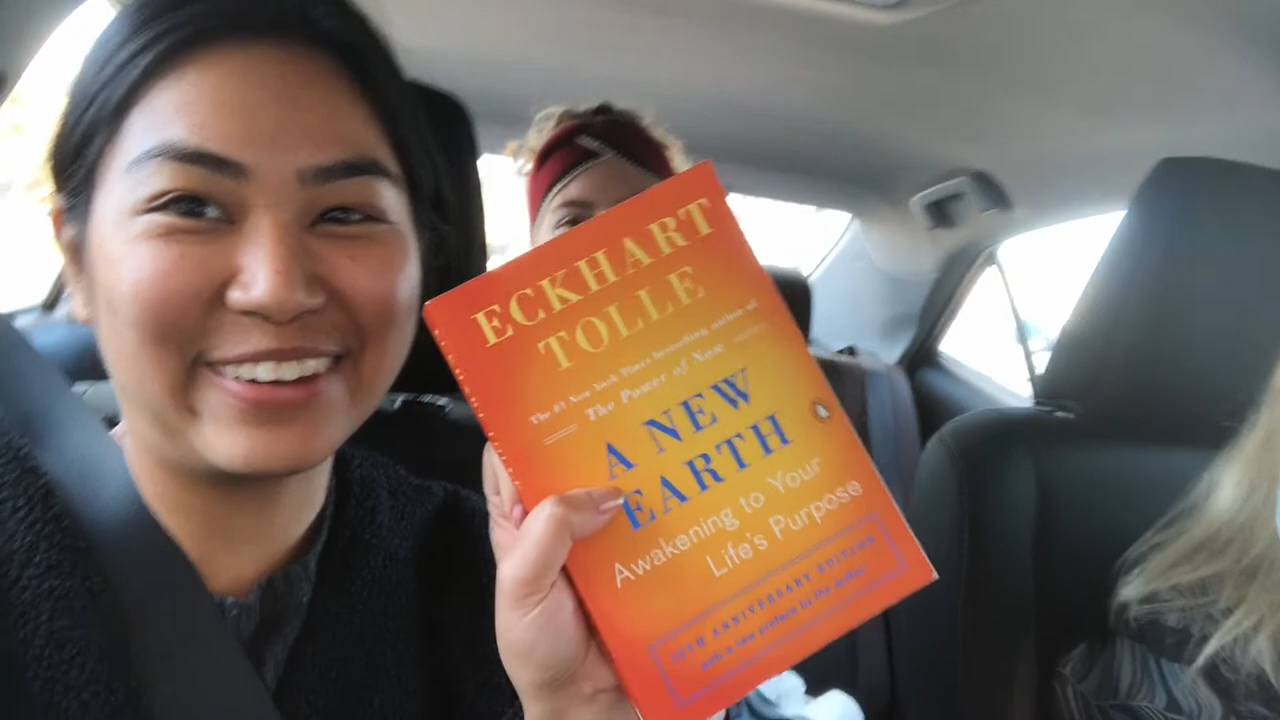 ECKHART
TOLLE
The #1 New York Times bestselling author of
The Power of Now
A NEW
EARTH
Awakening to Your
Life's Purpose
10TH ANNIVERSARY EDITION
with a new preface by the author